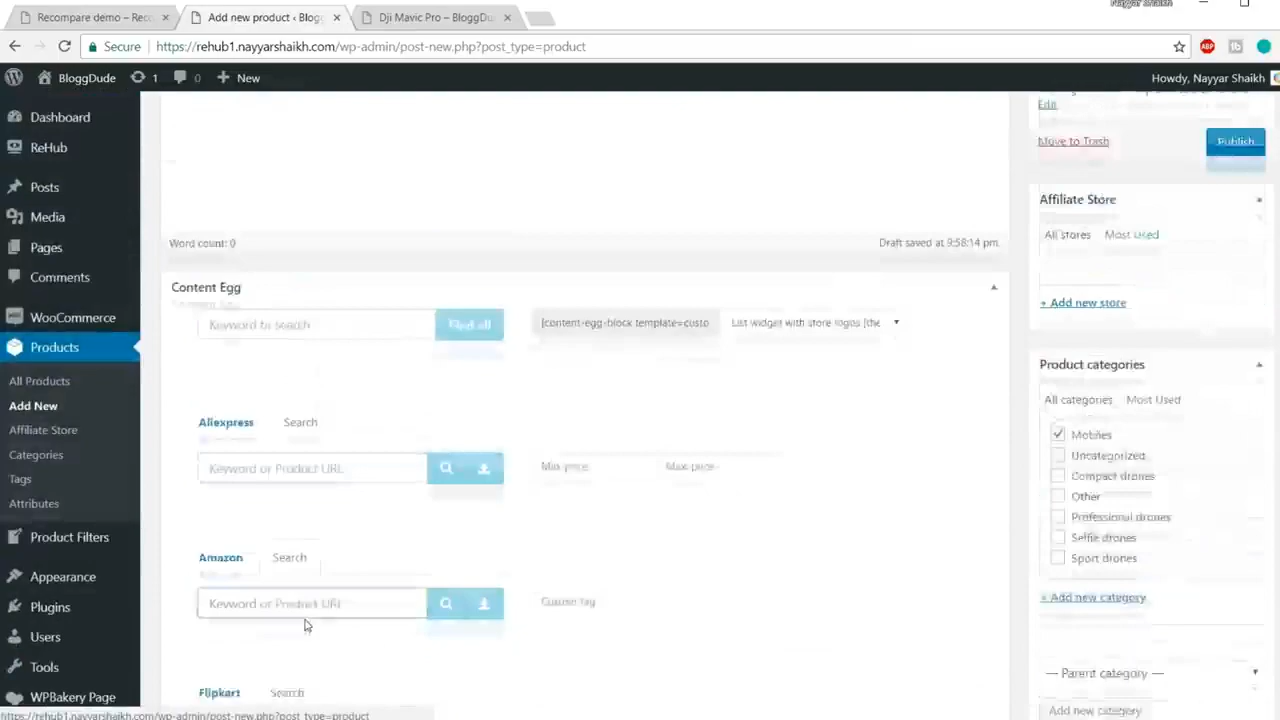 Nayyar Shaikh
Recompare demo – Reco
Add new product ‹ Blogg
Dji Mavic Pro – BloggDu
Secure
https://rehub1.nayyarshaikh.com/wp-admin/post-new.php?post_type=product
ABP
BloggDude
1
0
New
Howdy, Nayyar Shaikh
Dashboard
ReHub
Posts
Media
Pages
Comments
WooCommerce
Products
All Products
Add New
Affiliate Store
Categories
Tags
Attributes
Product Filters
Appearance
Plugins
Users
Tools
WPBakery Page
Word count: 0
Draft saved at 9:58:14 pm.
Content Egg
Keyword to search
Find all
[content-egg-block template=custo
List widget with store logos [the
Aliexpress
Search
Keyword or Product URL
Min price
Max price
Amazon
Search
Keyword or Product URL
Custom tag
Flipkart
Search
Edit
Move to Trash
Publish
Affiliate Store
All stores
Most Used
+ Add new store
Product categories
All categories
Most Used
Mobiles
Uncategorized
Compact drones
Other
Professional drones
Selfie drones
Sport drones
+ Add new category
— Parent category —
Add new category
https://rehub1.nayyarshaikh.com/wp-admin/post-new.php?post_type=product